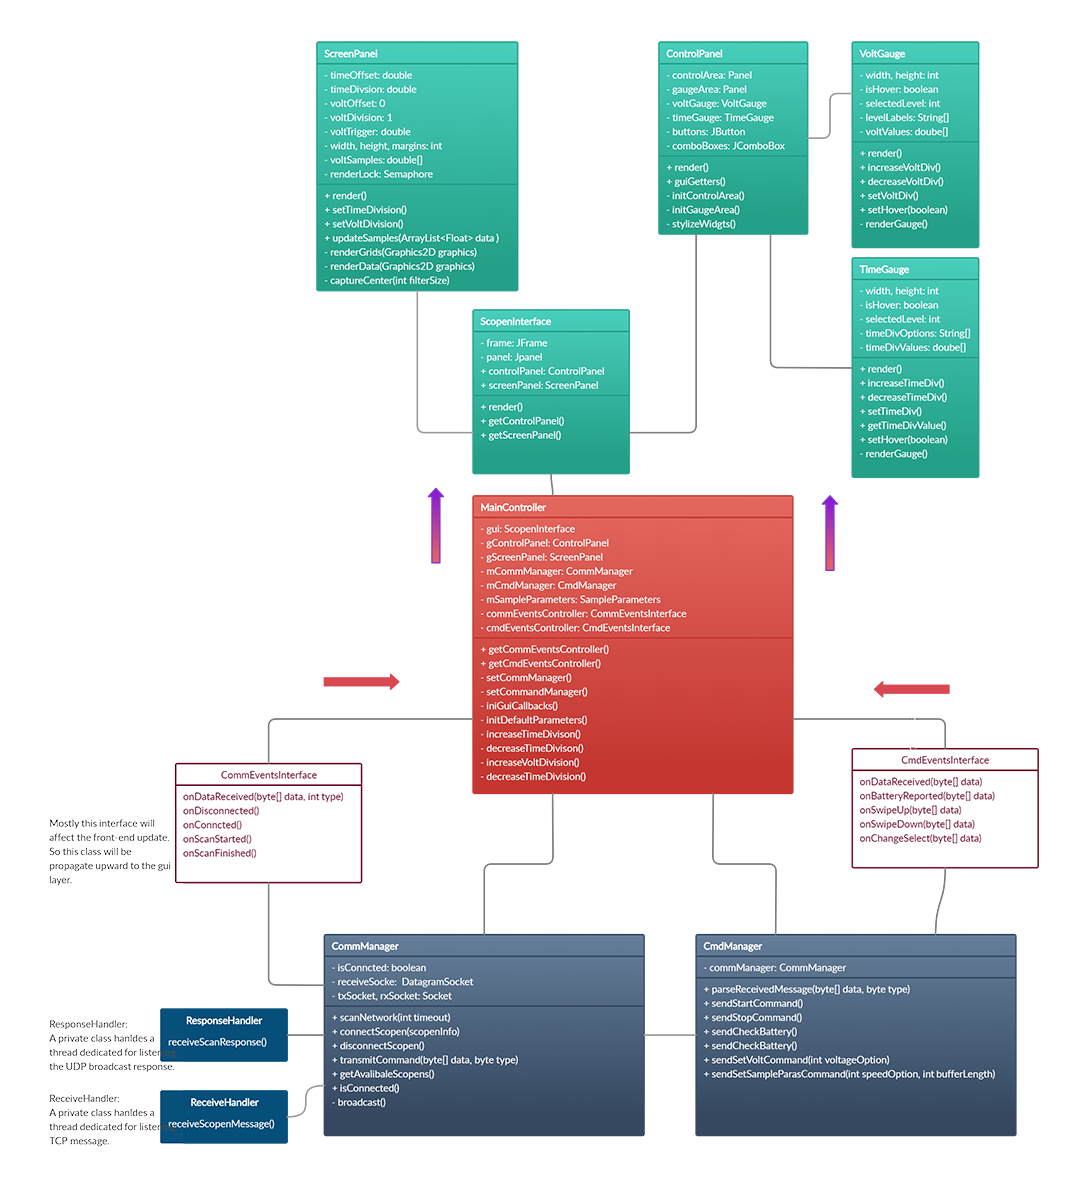 ScreenPanel
- timeOffset: double
- timeDivsion: double
- voltOffset: 0
- voltDivision: 1
- voltTrigger: double
- width, height, margins: int
- voltSamples: double[]
- renderLock: Semaphore
+ render()
+ setTimeDivision()
+ setVoltDivision()
+ updateSamples(ArrayList<Float> data )
- renderGrids(Graphics2D graphics)
- renderData(Graphics2D graphics)
- captureCenter(int filterSize)
ControlPanel
- controlArea: Panel
- gaugeArea: Panel
- voltGauge: VoltGauge
- timeGauge: TimeGauge
- buttons: JButton
- comboBoxes: JComboBox
+ render()
+ guiGetters()
- initControlArea()
- initGaugeArea()
- stylizeWidgts()
VoltGauge
- width, height: int
- isHover: boolean
- selectedLevel: int
- levelLabels: String[]
- voltValues: doube[]
+ render()
+ increaseVoltDiv()
+ decreaseVoltDiv()
+ setVoltDiv()
+ setHover(boolean)
- renderGauge()
TimeGauge
- width, height: int
- isHover: boolean
- selectedLevel: int
- timeDivOptions: String[]
- timeDivValues: doube[]
+ render()
+ increaseTimeDiv()
+ decreaseTimeDiv()
+ setTimeDiv()
+ getTimeDivValue()
+ setHover(boolean)
- renderGauge()
ScopenInterface
- frame: JFrame
- panel: Jpanel
+ controlPanel: ControlPanel
+ screenPanel: ScreenPanel
+ render()
+ getControlPanel()
+ getScreenPanel()
MainController
- gui: ScopenInterface
- gControlPanel: ControlPanel
- gScreenPanel: ScreenPanel
- mCommManager: CommManager
- mCmdManager: CmdManager
- mSampleParameters: SampleParameters
- commEventsController: CommEventsInterface
- cmdEventsController: CmdEventsInterface
+ getCommEventsController()
+ getCmdEventsController()
- setCommManager()
- setCommandManager()
- iniGuiCallbacks()
- initDefaultParameters()
- increaseTimeDivison()
- decreaseTimeDivison()
- increaseVoltDivision()
- decreaseTimeDivision()
CommEventsInterface
onDataReceived(byte[] data, int type)
onDisconnected()
onConncted()
onScanStarted()
onScanFinished()
Mostly this interface will
affect the front-end update.
So this class will be
propagate upward to the gui
layer.
CmdEventsInterface
onDataReceived(byte[] data)
onBatteryReported(byte[] data)
onSwipeUp(byte[] data)
onSwipeDown(byte[] data)
onChangeSelect(byte[] data)
CommManager
- isConncted: boolean
- receiveSocke:  DatagramSocket
- txSocket, rxSocket: Socket
+ scanNetwork(int timeout)
+ connectScopen(scopenInfo)
+ disconnectScopen()
+ transmitCommand(byte[] data, byte type)
+ getAvalibaleScopens()
+ isConnected()
- broadcast()
CmdManager
- commManager: CommManager
+ parseReceivedMessage(byte[] data, byte type)
+ sendStartCommand()
+ sendStopCommand()
+ sendCheckBattery()
+ sendCheckBattery()
+ sendSetVoltCommand(int voltageOption)
+ sendSetSampleParasCommand(int speedOption, int bufferLength)
ResponseHandler
receiveScanResponse()
ResponseHandler:
A private class hanldes a
thread dedicated for listening
the UDP broadcast response.
ReceiveHandler
receiveScopenMessage()
ReceiveHandler:
A private class hanldes a
thread dedicated for listening
TCP message.